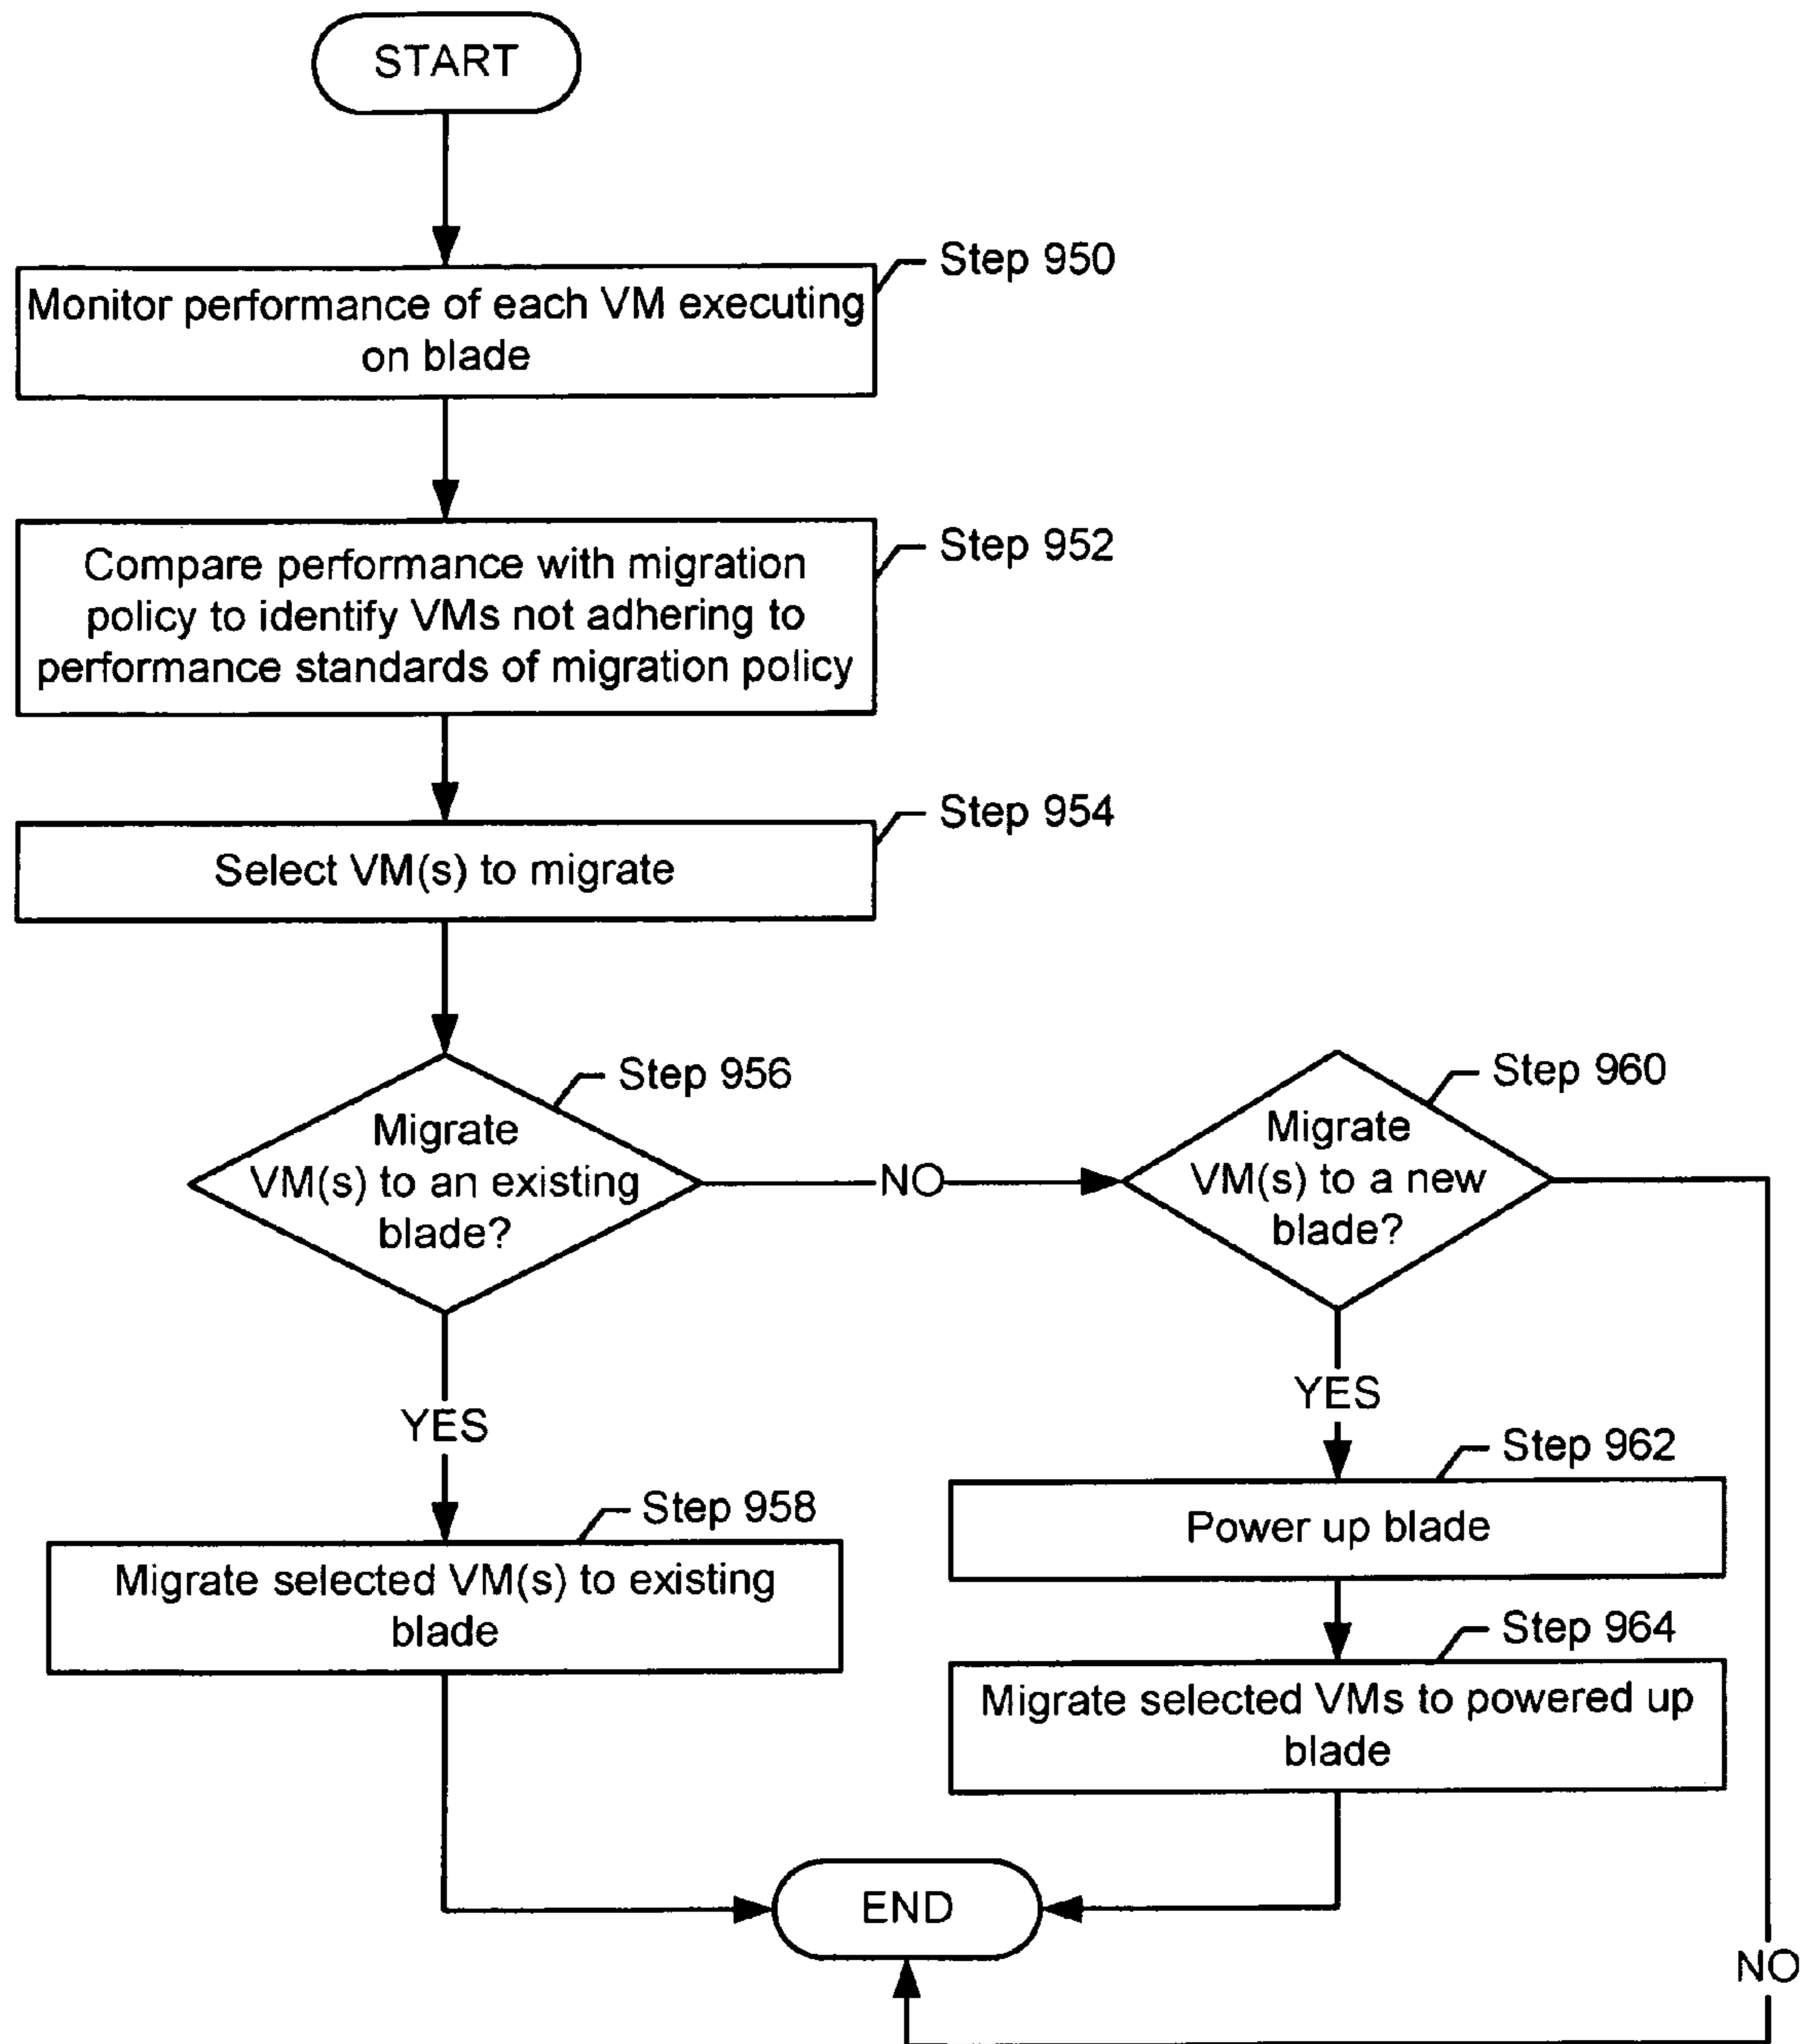 START
Step 950
Monitor performance of each VM executing
on blade
Step 952
Compare performance with migration
policy to identify VMs not adhering to
performance standards of migration policy
Step 954
Select VM(s) to migrate
Step 956
Migrate
VM(s) to an existing
blade?
NO
Step 960
Migrate
VM(s) to a new
blade?
YES
YES
Step 958
Migrate selected VM(s) to existing
blade
Step 962
Power up blade
Step 964
Migrate selected VMs to powered up
blade
END
NO